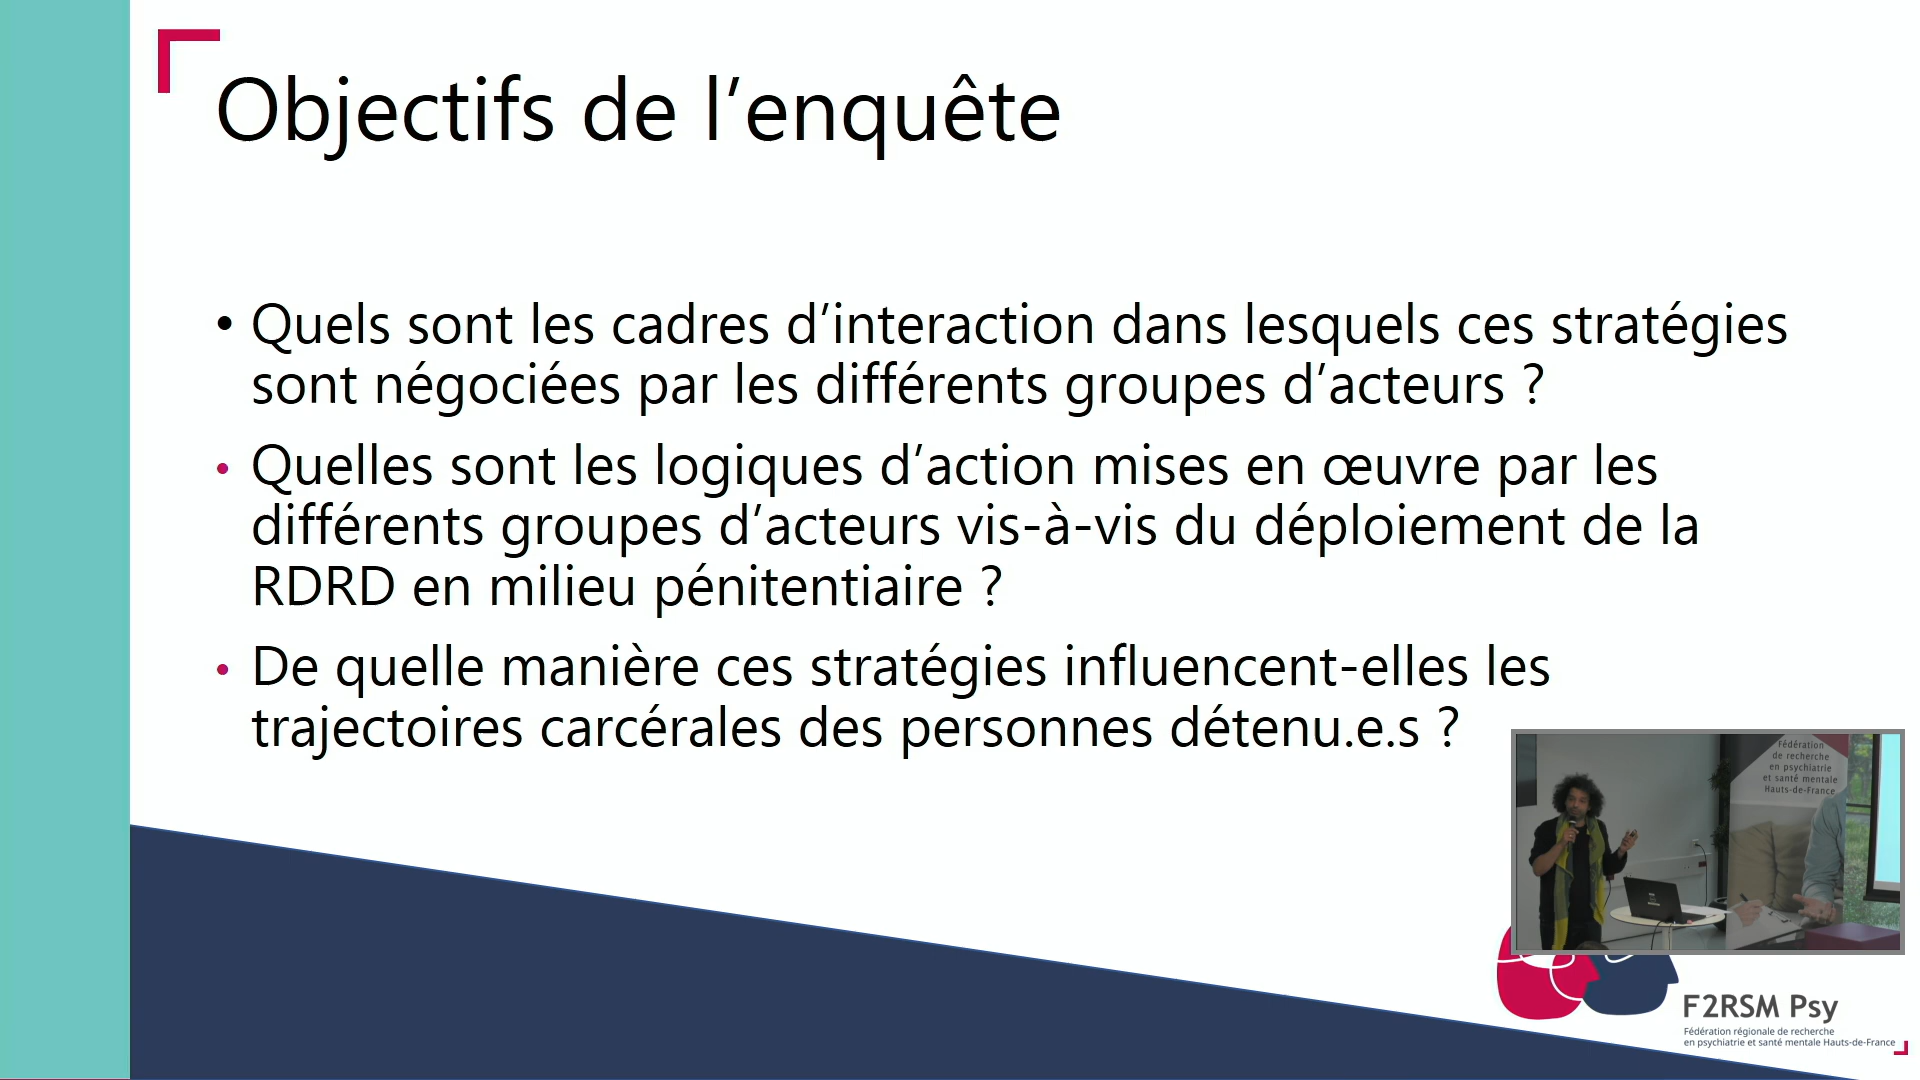 Objectifs de l’enquête
• Quels sont les cadres d’interaction dans lesquels ces stratégies
sont négociées par les différents groupes d’acteurs ?
• Quelles sont les logiques d’action mises en œuvre par les
différents groupes d’acteurs vis-à-vis du déploiement de la
RDRD en milieu pénitentiaire ?
• De quelle manière ces stratégies influencent-elles les
trajectoires carcérales des personnes détenu.e.s ?
Fédération
de recherche
en psychiatrie
et santé mentale
Hauts-de-France
F2RSM Psy
Fédération régionale de recherche
en psychiatrie et santé mentale Hauts-de-France